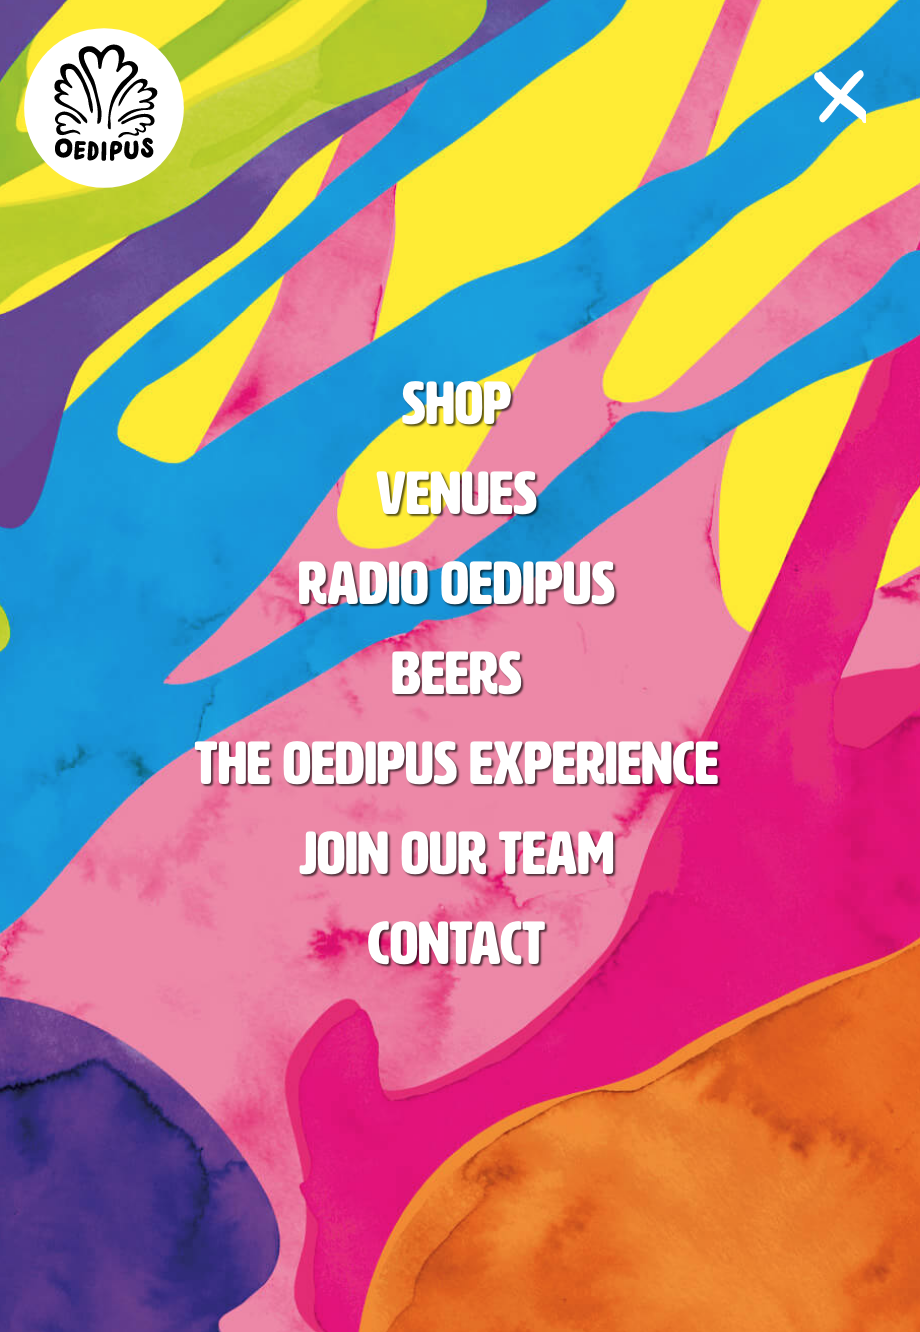 OEDIPUS
SHOP
VENUES
RADIO OEDIPUS
BEERS
THE OEDIPUS EXPERIENCE
JOIN OUR TEAM
CONTACT